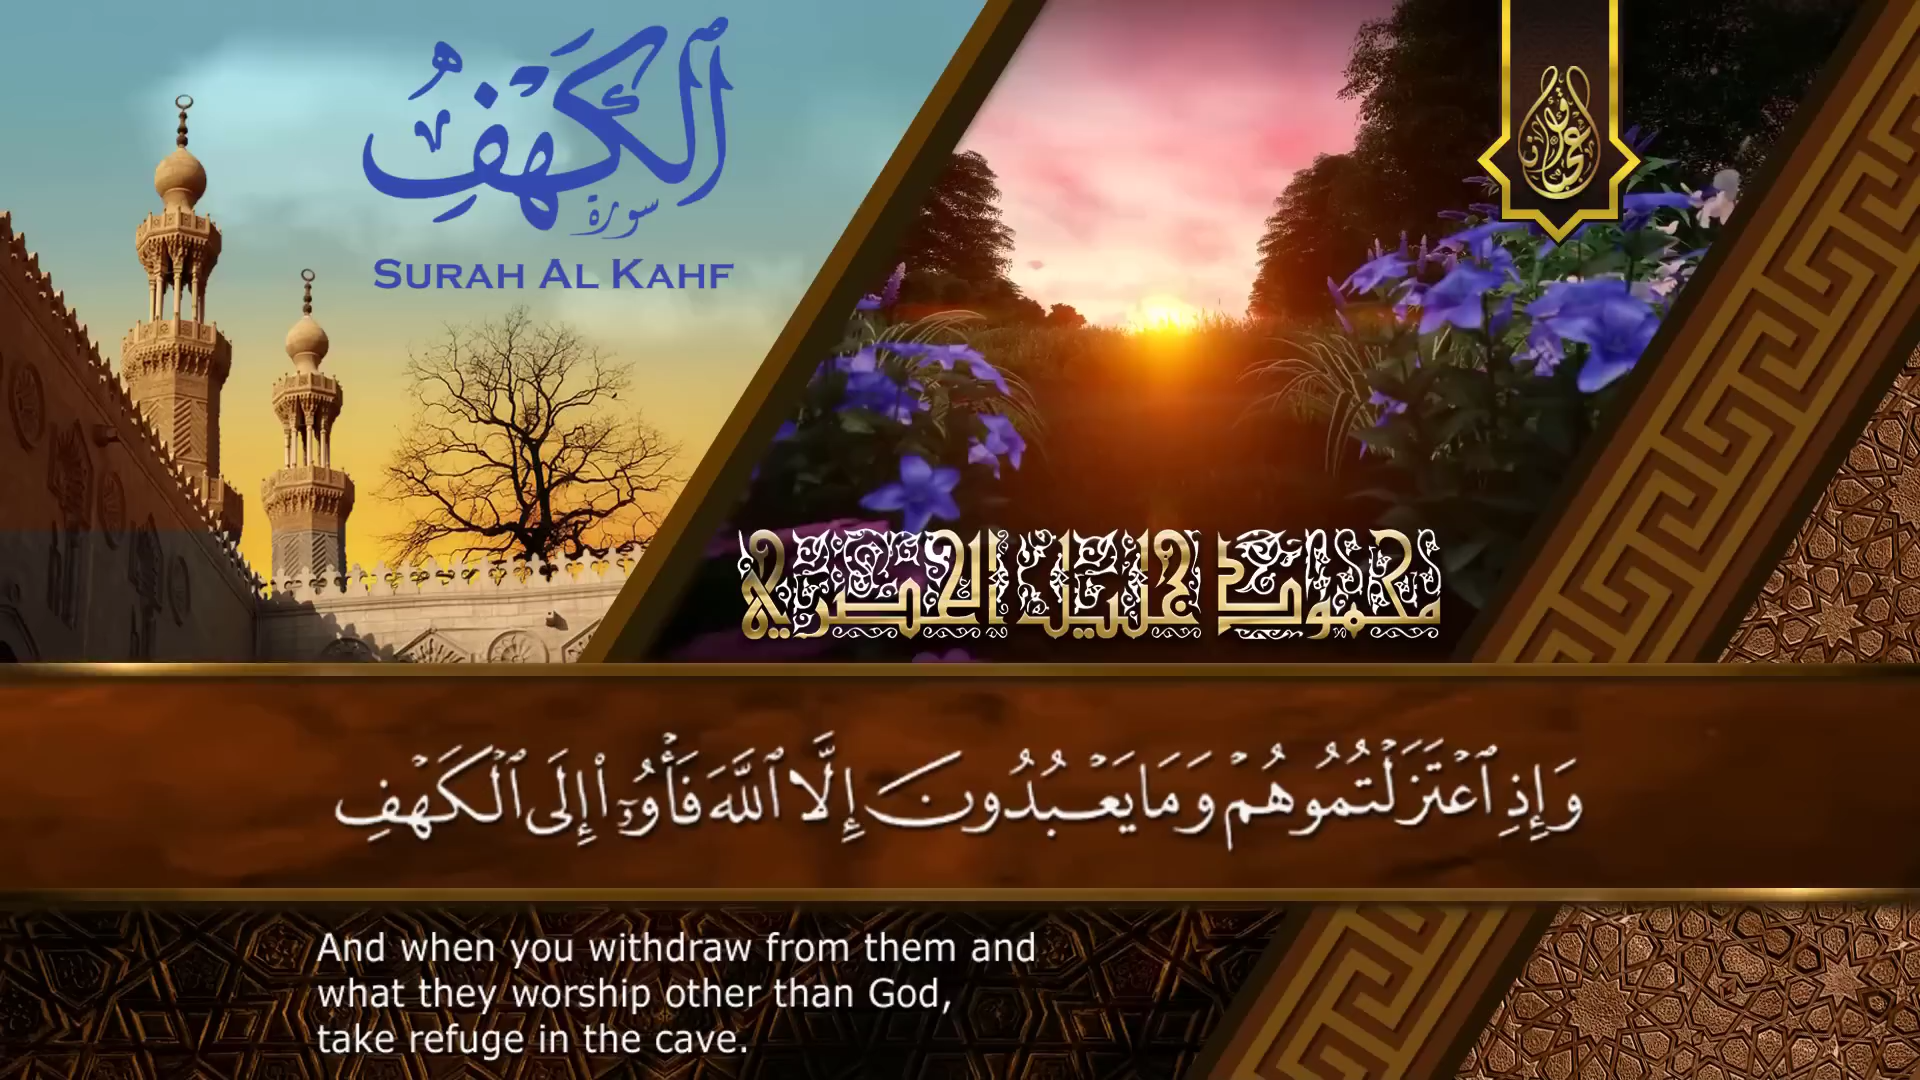 ٱلْكَهْفِ
سورة
SURAH AL KAHF
محمود خليل الحصري
وَإِذِ ٱعْتَزَلْتُمُوهُمْ وَمَا يَعْبُدُونَ إِلَّا ٱللَّهَ فَأْوُۥٓا۟ إِلَى ٱلْكَهْفِ
And when you withdraw from them and
what they worship other than God,
take refuge in the cave.